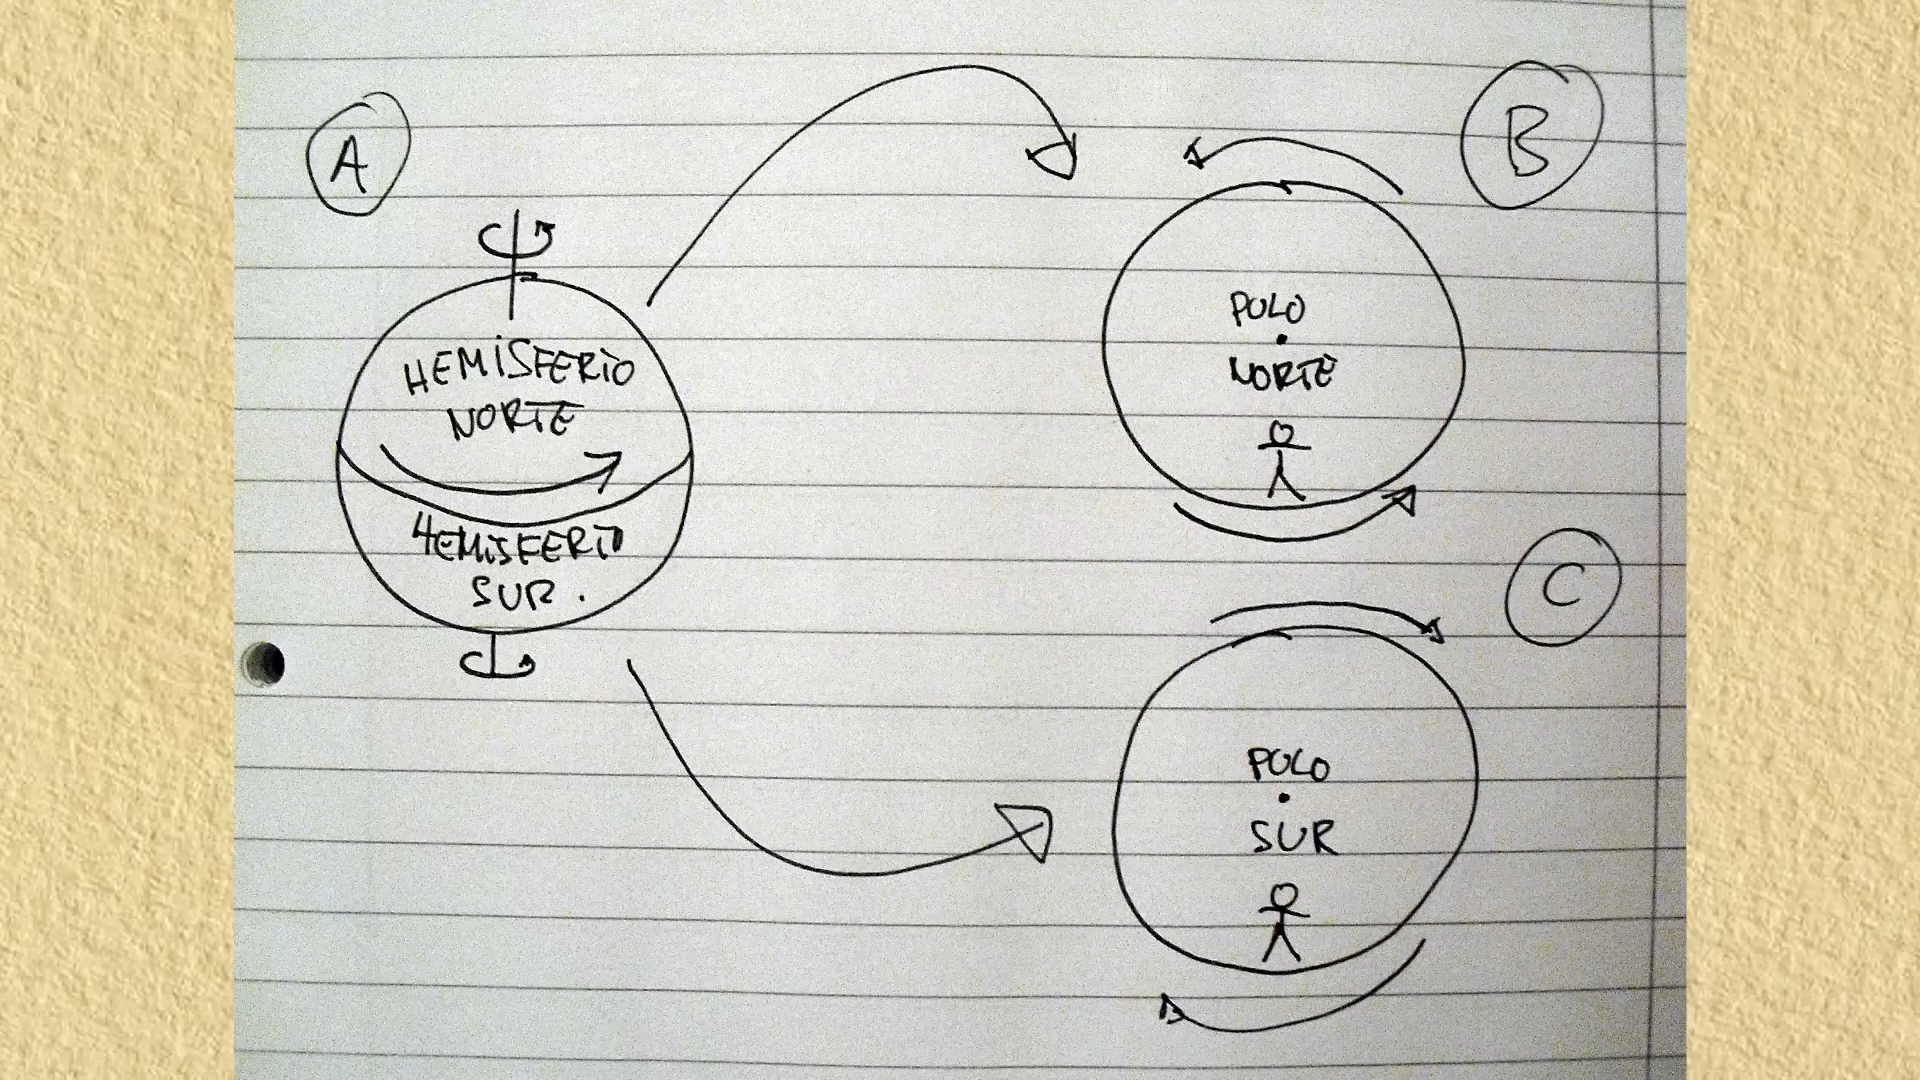 A
HEMISFERIO
NORTE
HEMISFERIO
SUR.
B
POLO
NORTE
C
POLO
SUR